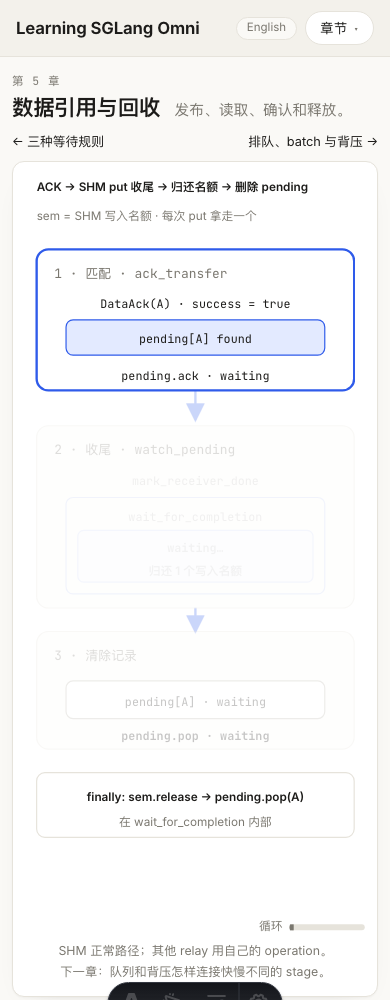 Learning SGLang Omni
English
章节
第 5 章
数据引用与回收 发布、读取、确认和释放。
← 三种等待规则
排队、batch 与背压 →
ACK → SHM put 收尾 → 归还名额 → 删除 pending
sem = SHM 写入名额 · 每次 put 拿走一个
1 · 匹配 · ack_transfer
DataAck(A) · success = true
pending[A] found
pending.ack · waiting
2 · 收尾 · watch_pending
mark_receiver_done
wait_for_completion
waiting…
归还 1 个写入名额
3 · 清除记录
pending[A] · waiting
pending.pop · waiting
finally: sem.release → pending.pop(A)
在 wait_for_completion 内部
循环
SHM 正常路径；其他 relay 用自己的 operation。
下一章：队列和背压怎样连接快慢不同的 stage。